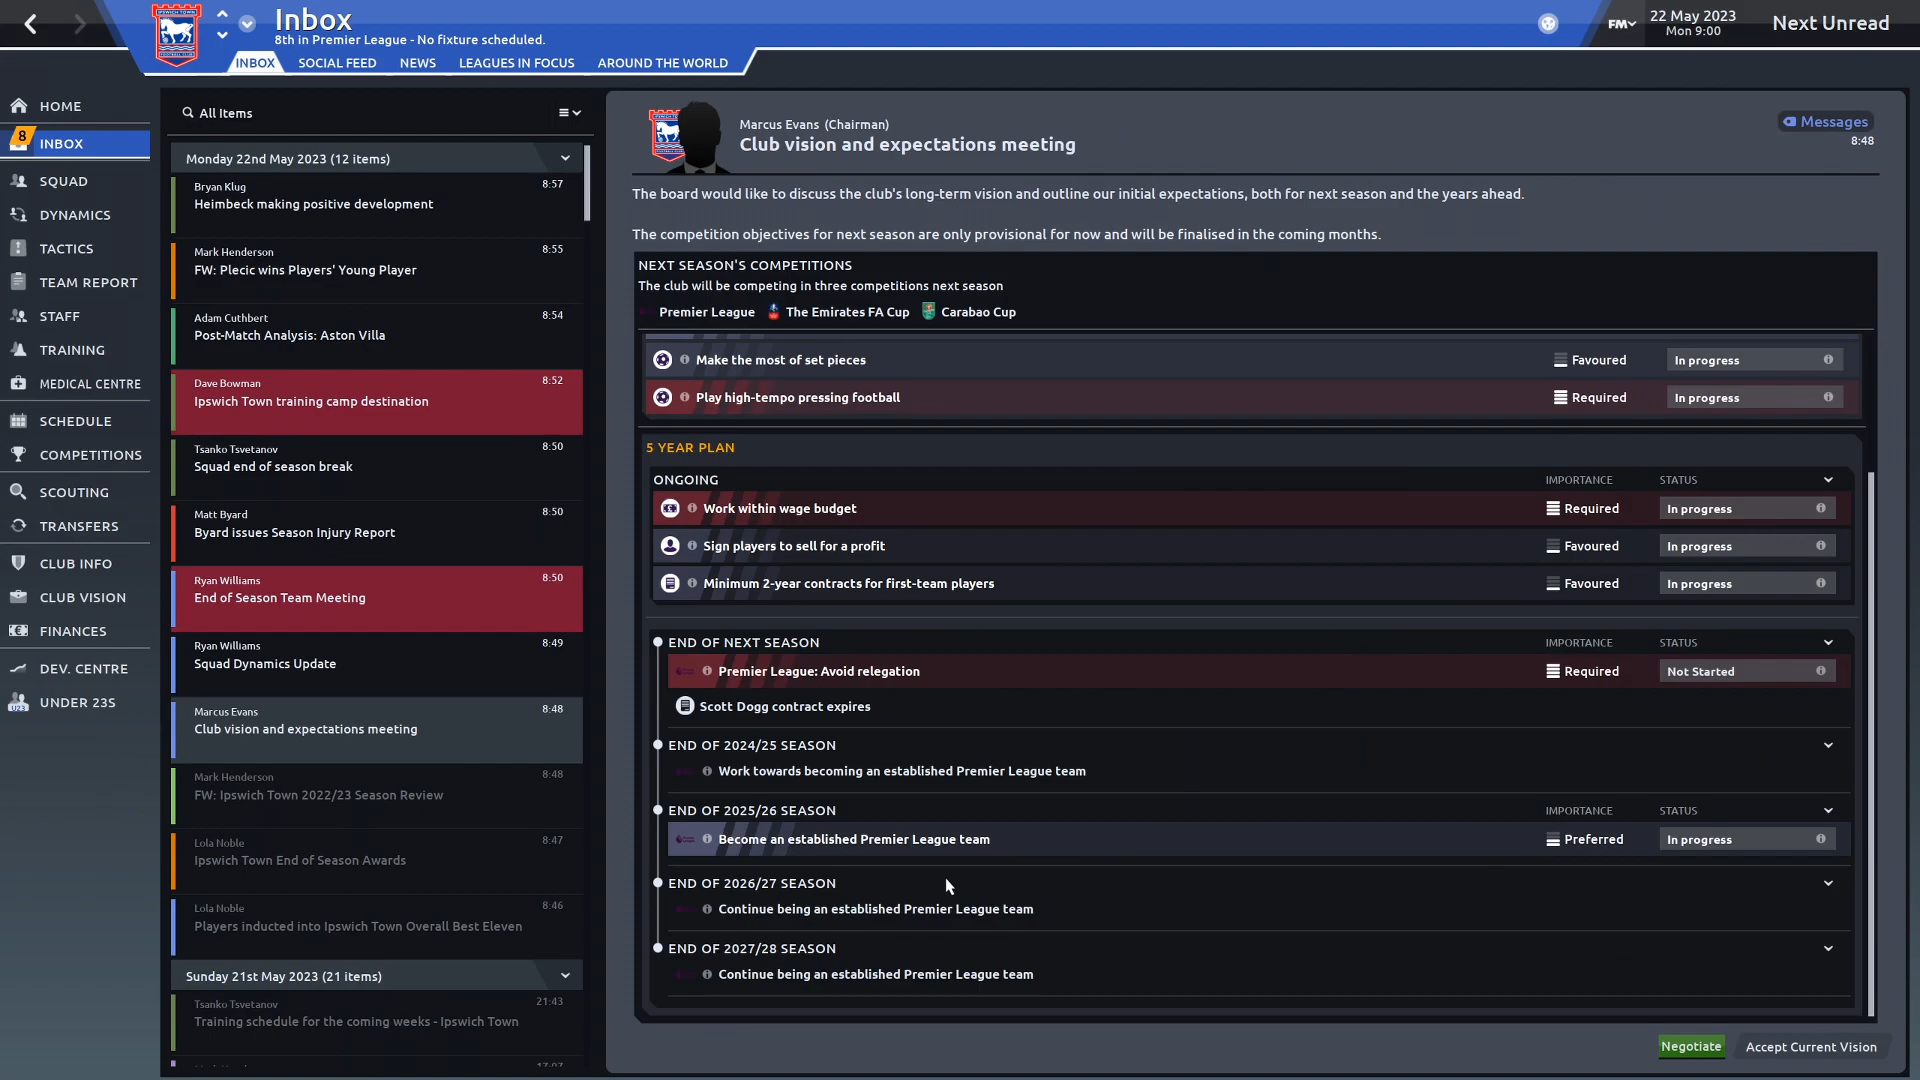 Inbox
8th in Premier League - No fixture scheduled.
FM
22 May 2023
Mon 9:00
Next Unread
INBOX
SOCIAL FEED
NEWS
LEAGUES IN FOCUS
AROUND THE WORLD
HOME
8
INBOX
SQUAD
DYNAMICS
TACTICS
TEAM REPORT
STAFF
TRAINING
MEDICAL CENTRE
SCHEDULE
COMPETITIONS
SCOUTING
TRANSFERS
CLUB INFO
CLUB VISION
FINANCES
DEV. CENTRE
UNDER 23S
All Items
Monday 22nd May 2023 (12 items)
Bryan Klug 8:57
Heimbeck making positive development
Mark Henderson 8:55
FW: Plecic wins Players' Young Player
Adam Cuthbert 8:54
Post-Match Analysis: Aston Villa
Dave Bowman 8:52
Ipswich Town training camp destination
Tsanko Tsvetanov 8:50
Squad end of season break
Matt Byard 8:50
Byard issues Season Injury Report
Ryan Williams 8:50
End of Season Team Meeting
Ryan Williams 8:49
Squad Dynamics Update
Marcus Evans 8:48
Club vision and expectations meeting
Mark Henderson 8:48
FW: Ipswich Town 2022/23 Season Review
Lola Noble 8:47
Ipswich Town End of Season Awards
Lola Noble 8:46
Players inducted into Ipswich Town Overall Best Eleven
Sunday 21st May 2023 (21 items)
Tsanko Tsvetanov 21:43
Training schedule for the coming weeks - Ipswich Town
Marcus Evans (Chairman)
Club vision and expectations meeting
Messages
8:48
The board would like to discuss the club's long-term vision and outline our initial expectations, both for next season and the years ahead.
The competition objectives for next season are only provisional for now and will be finalised in the coming months.
NEXT SEASON'S COMPETITIONS
The club will be competing in three competitions next season
Premier League The Emirates FA Cup Carabao Cup
Make the most of set pieces Favoured In progress
Play high-tempo pressing football Required In progress
5 YEAR PLAN
ONGOING IMPORTANCE STATUS
Work within wage budget Required In progress
Sign players to sell for a profit Favoured In progress
Minimum 2-year contracts for first-team players Favoured In progress
END OF NEXT SEASON IMPORTANCE STATUS
Premier League: Avoid relegation Required Not Started
Scott Dogg contract expires
END OF 2024/25 SEASON
Work towards becoming an established Premier League team
END OF 2025/26 SEASON IMPORTANCE STATUS
Become an established Premier League team Preferred In progress
END OF 2026/27 SEASON
Continue being an established Premier League team
END OF 2027/28 SEASON
Continue being an established Premier League team
Negotiate
Accept Current Vision